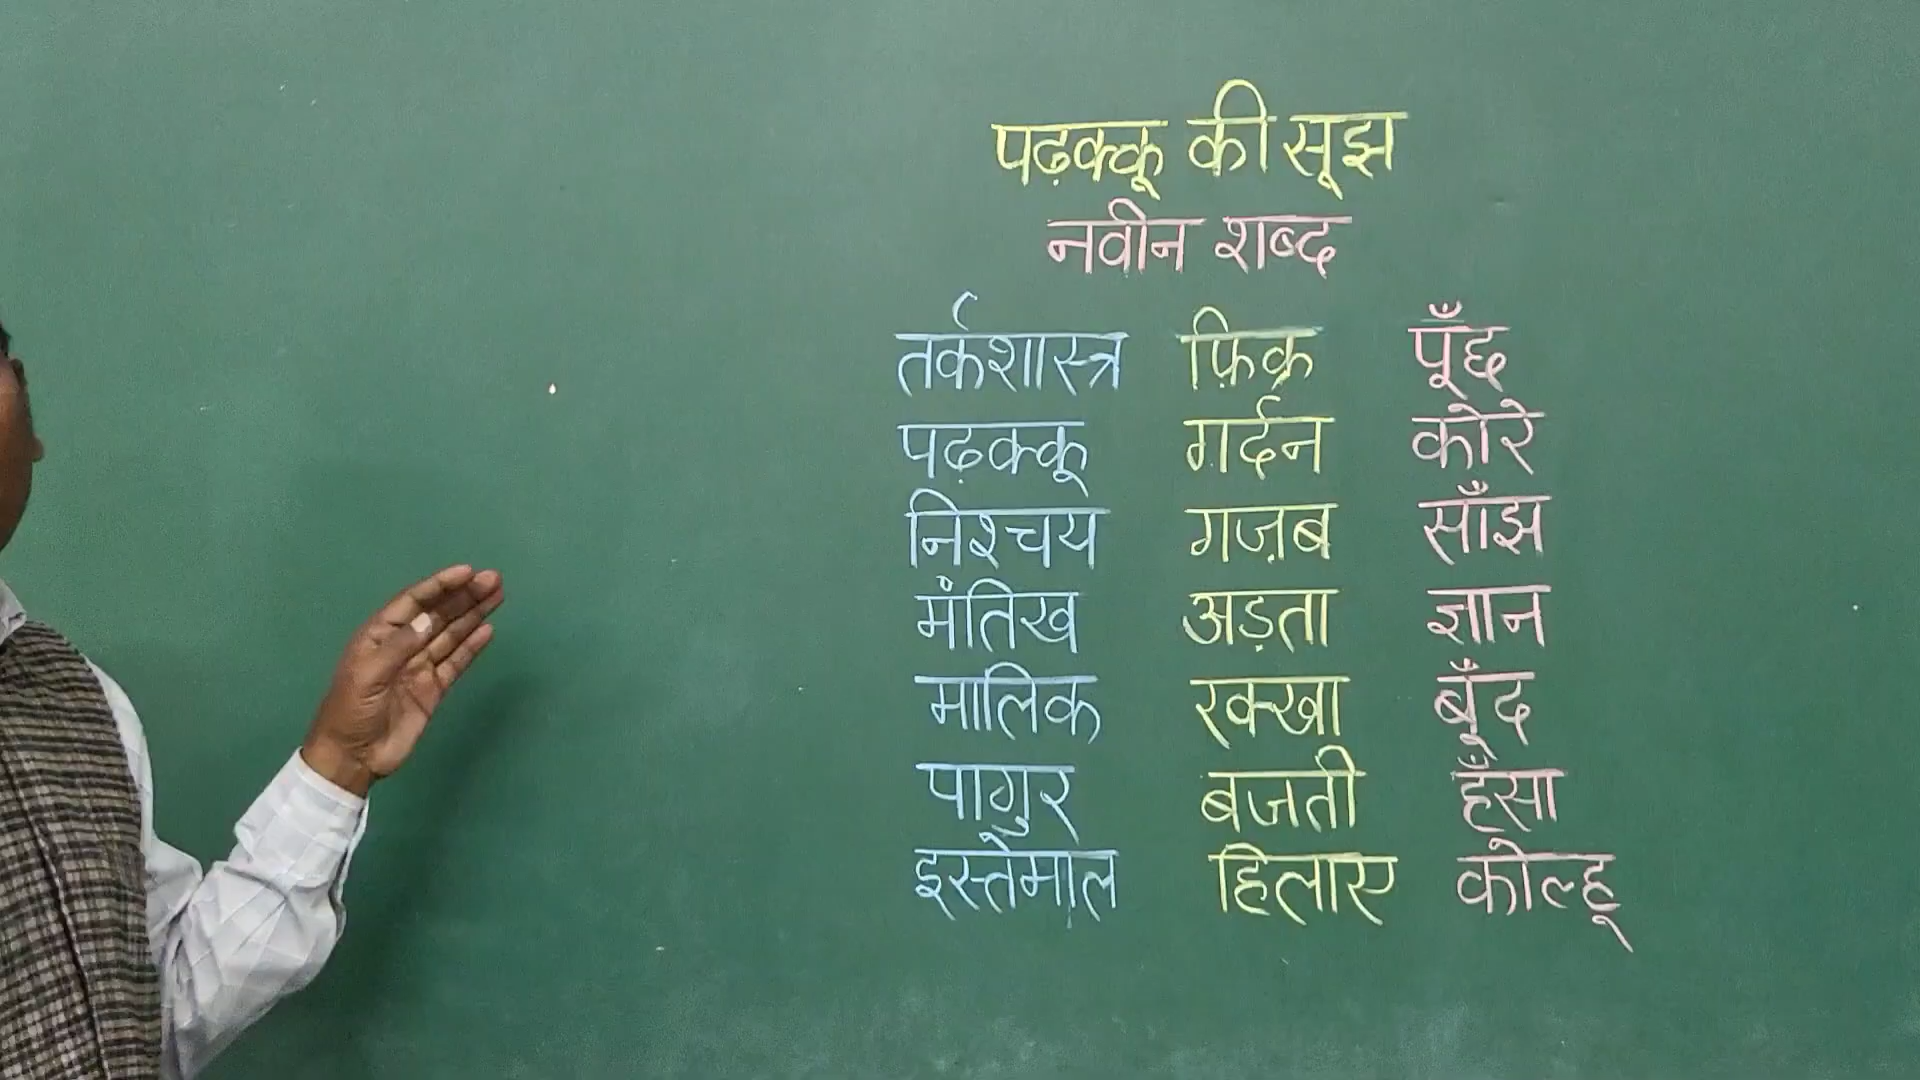 पढ़क्कू की सूझ
नवीन शब्द
तर्कशास्त्र फ़िक्र पूँछ
पढ़क्कू गर्दन कोरे
निश्चय गज़ब साँझ
मंतिख अड़ता ज्ञान
मालिक रक्खा बूँद
पागुर बजती हँसा
इस्तेमाल हिलाए कोल्हू